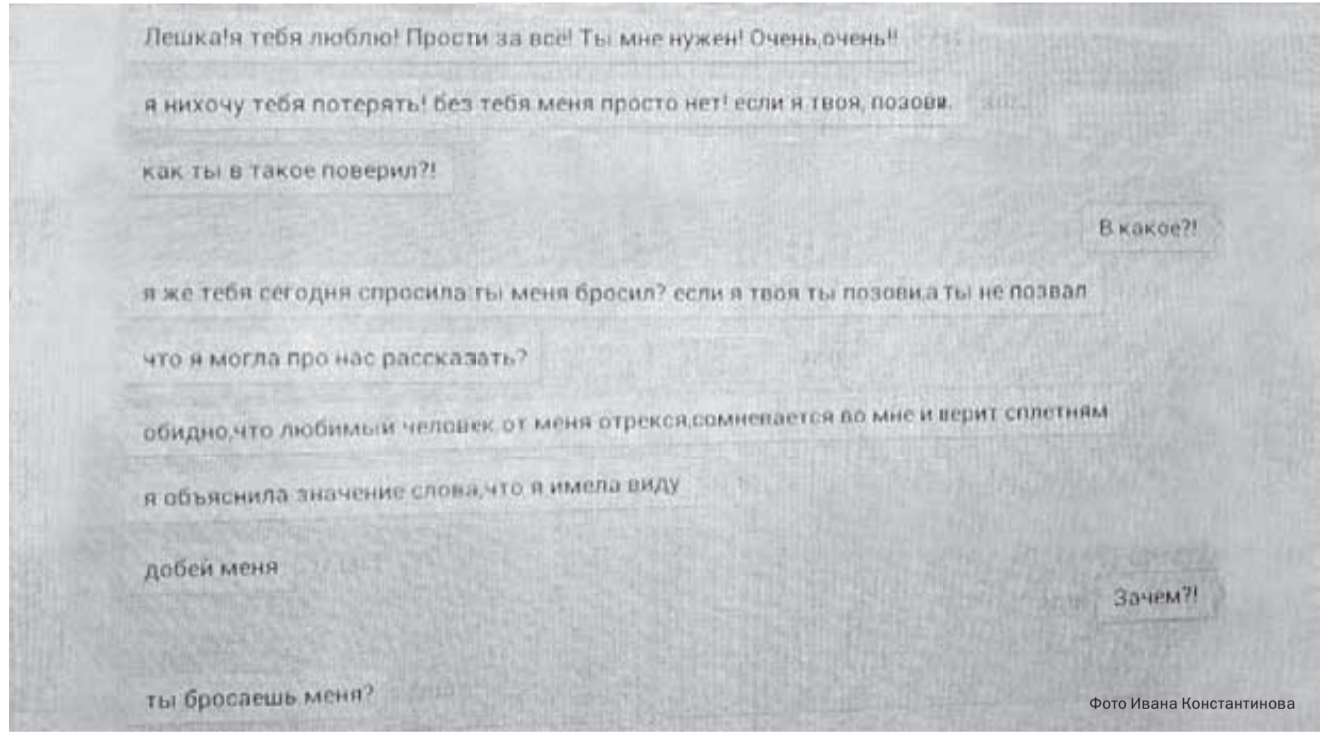 Лешка!я тебя люблю! Прости за все! Ты мне нужен! Очень,очень!!
я нихочу тебя потерять! без тебя меня просто нет! если я твоя, позови.
как ты в такое поверил?!
В какое?!
я же тебя сегодня спросила:ты меня бросил? если я твоя ты позови,а ты не позвал
что я могла про нас рассказать?
обидно,что любимый человек от меня отрекся,сомневается во мне и верит сплетням
я объяснила значение слова,что я имела виду
добей меня
Зачем?!
ты бросаешь меня?
Фото Ивана Константинова